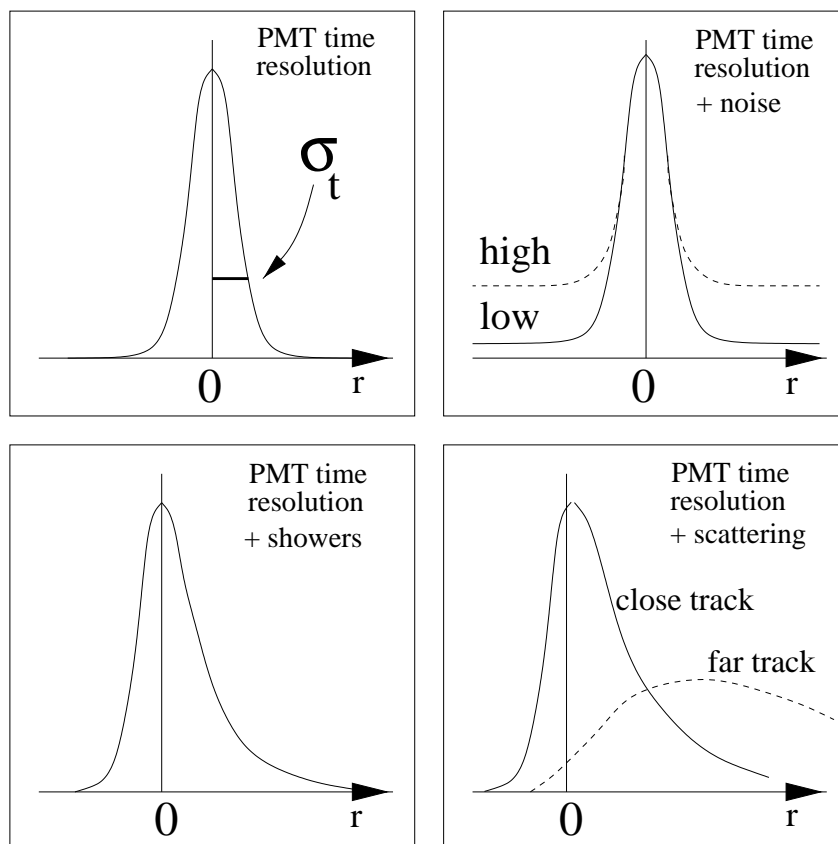 PMT time
resolution
σt
0
r
PMT time
resolution
+ noise
high
low
0
r
PMT time
resolution
+ showers
0
r
PMT time
resolution
+ scattering
close track
far track
0
r